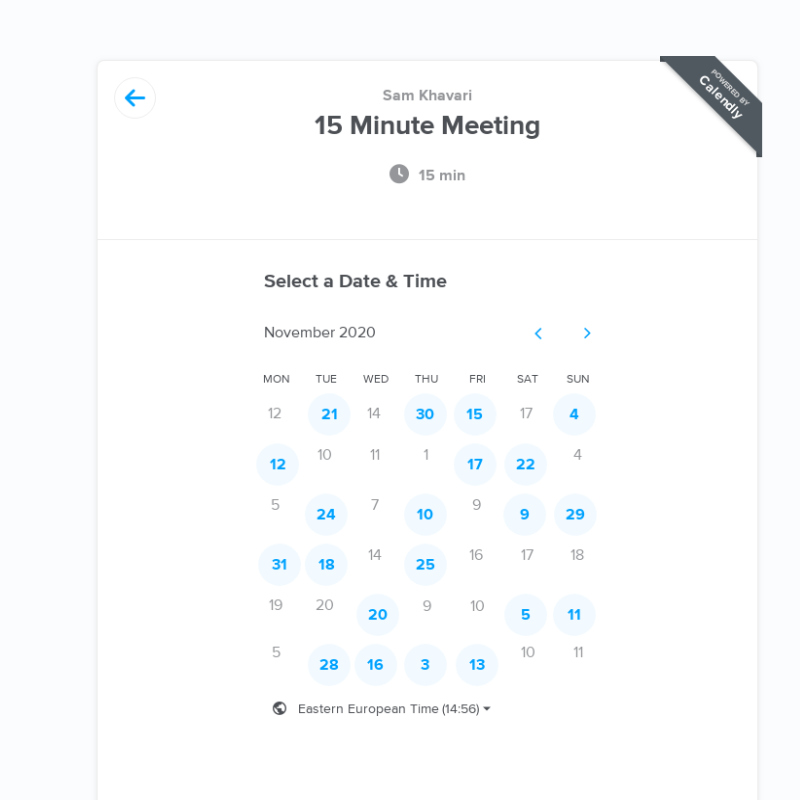 POWERED BY
Calendly
Sam Khavari
15 Minute Meeting
15 min
Select a Date & Time
November 2020
MON TUE WED THU FRI SAT SUN
12 21 14 30 15 17 4
12 10 11 1 17 22 4
5 24 7 10 9 9 29
31 18 14 25 16 17 18
19 20 20 9 10 5 11
5 28 16 3 13 10 11
Eastern European Time (14:56)